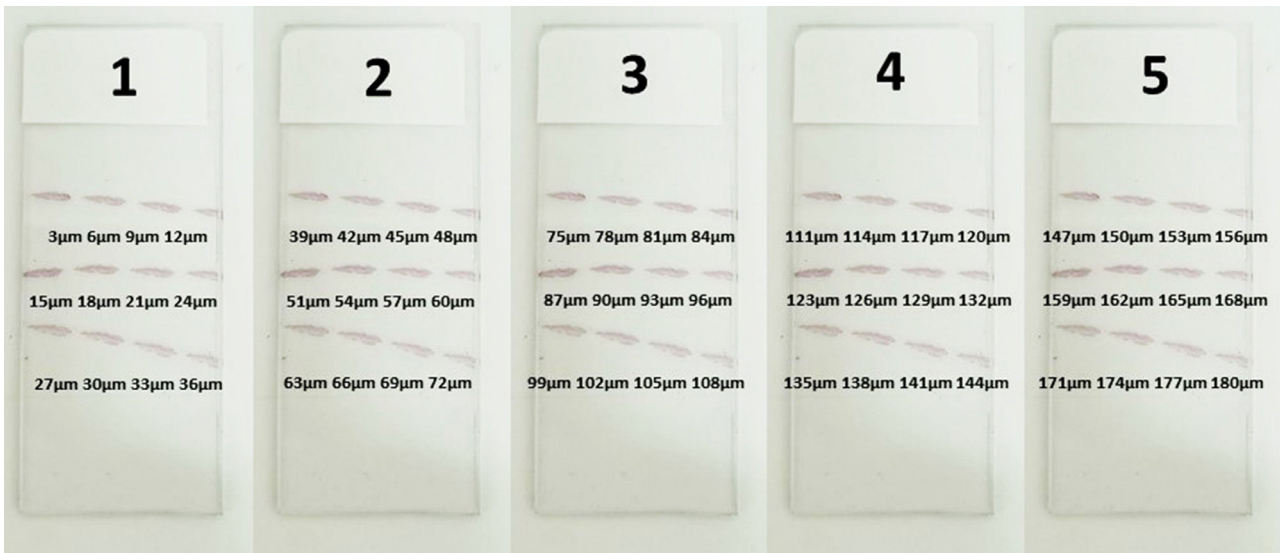 1
3µm 6µm 9µm 12µm
15µm 18µm 21µm 24µm
27µm 30µm 33µm 36µm
2
39µm 42µm 45µm 48µm
51µm 54µm 57µm 60µm
63µm 66µm 69µm 72µm
3
75µm 78µm 81µm 84µm
87µm 90µm 93µm 96µm
99µm 102µm 105µm 108µm
4
111µm 114µm 117µm 120µm
123µm 126µm 129µm 132µm
135µm 138µm 141µm 144µm
5
147µm 150µm 153µm 156µm
159µm 162µm 165µm 168µm
171µm 174µm 177µm 180µm